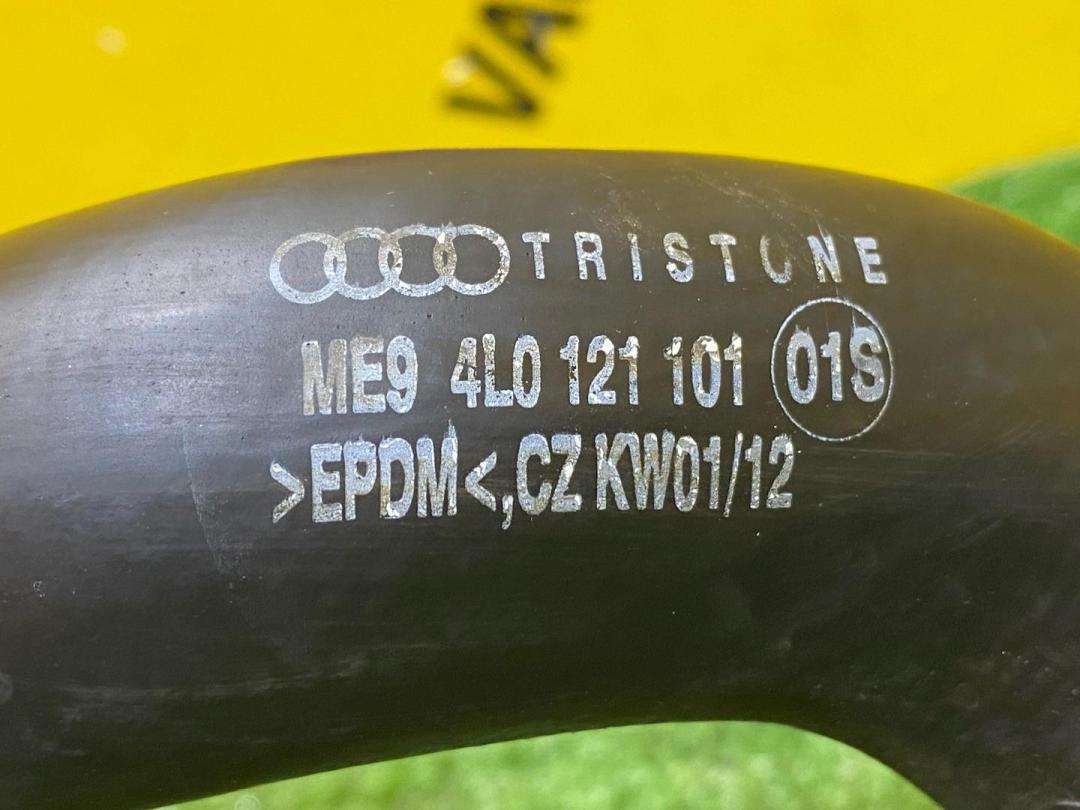 TRISTONE
ME9 4L0 121 101 01S
>EPDM<,CZ KW01/12